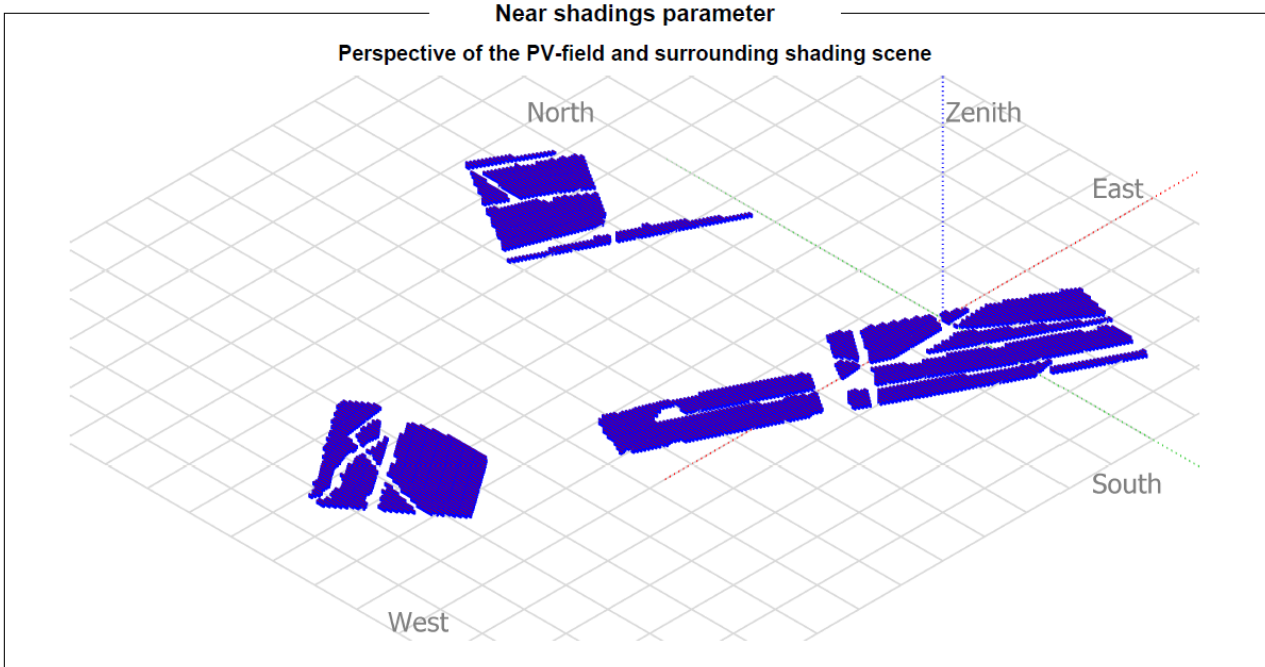 Near shadings parameter
Perspective of the PV-field and surrounding shading scene
North
Zenith
East
South
West